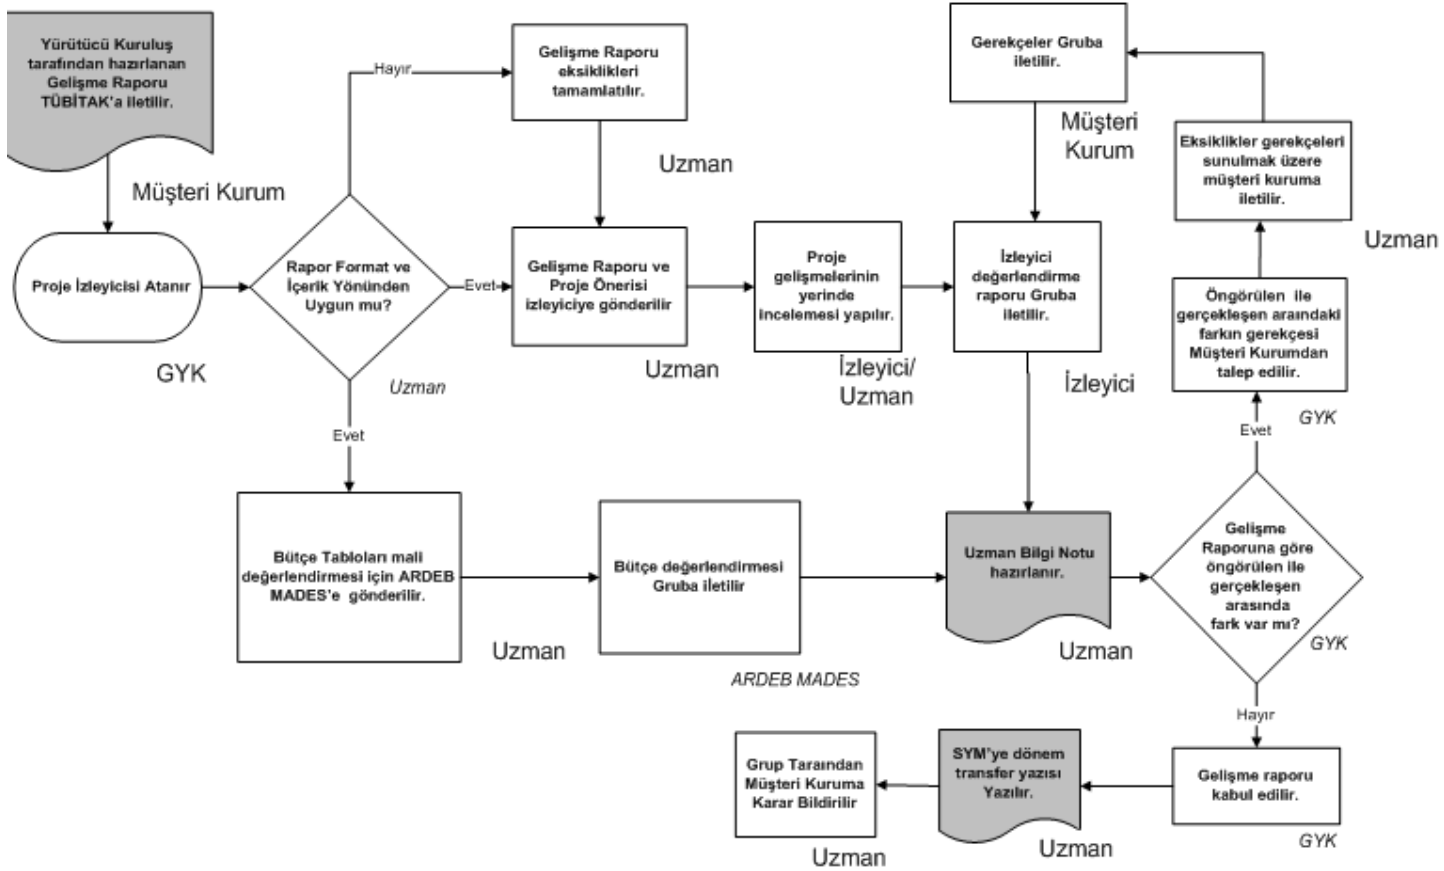 Yürütücü Kuruluş
tarafından hazırlanan
Gelişme Raporu
TÜBİTAK'a iletilir.
Müşteri Kurum
Proje İzleyicisi Atanır
GYK
Rapor Format ve
İçerik Yönünden
Uygun mu?
Uzman
Hayır
Gelişme Raporu
eksiklikleri
tamamlatılır.
Uzman
Evet
Gelişme Raporu ve
Proje Önerisi
izleyiciye gönderilir
Uzman
Proje
gelişmelerinin
yerinde
incelemesi yapılır.
İzleyici/
Uzman
Gerekçeler Gruba
iletilir.
Müşteri
Kurum
İzleyici
değerlendirme
raporu Gruba
iletilir.
İzleyici
Eksiklikler gerekçeleri
sunulmak üzere
müşteri kuruma
iletilir.
Uzman
Öngörülen ile
gerçekleşen araındaki
farkın gerekçesi
Müşteri Kurumdan
talep edilir.
GYK
Evet
Evet
Bütçe Tabloları mali
değerlendirmesi için ARDEB
MADES'e gönderilir.
Uzman
Bütçe değerlendirmesi
Gruba iletilir
ARDEB MADES
Uzman Bilgi Notu
hazırlanır.
Uzman
Gelişme
Raporuna göre
öngörülen ile
gerçekleşen
arasında
fark var mı?
GYK
Hayır
Gelişme raporu
kabul edilir.
GYK
SYM'ye dönem
transfer yazısı
Yazılır.
Uzman
Grup Taraından
Müşteri Kuruma
Karar Bildirilir
Uzman